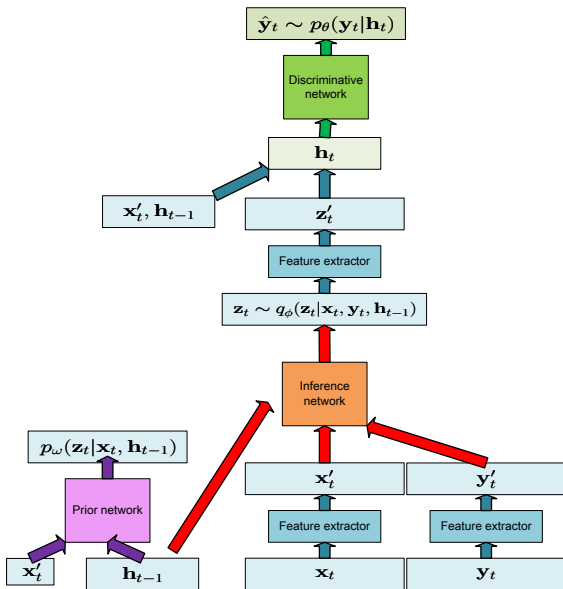 ŷ_t ∼ p_θ(y_t|h_t)
Discriminative
network
h_t
x′_t, h_{t−1}
z′_t
Feature extractor
z_t ∼ q_ϕ(z_t|x_t, y_t, h_{t−1})
Inference
network
p_ω(z_t|x_t, h_{t−1})
x′_t
y′_t
Prior network
Feature extractor
Feature extractor
x′_t
h_{t−1}
x_t
y_t